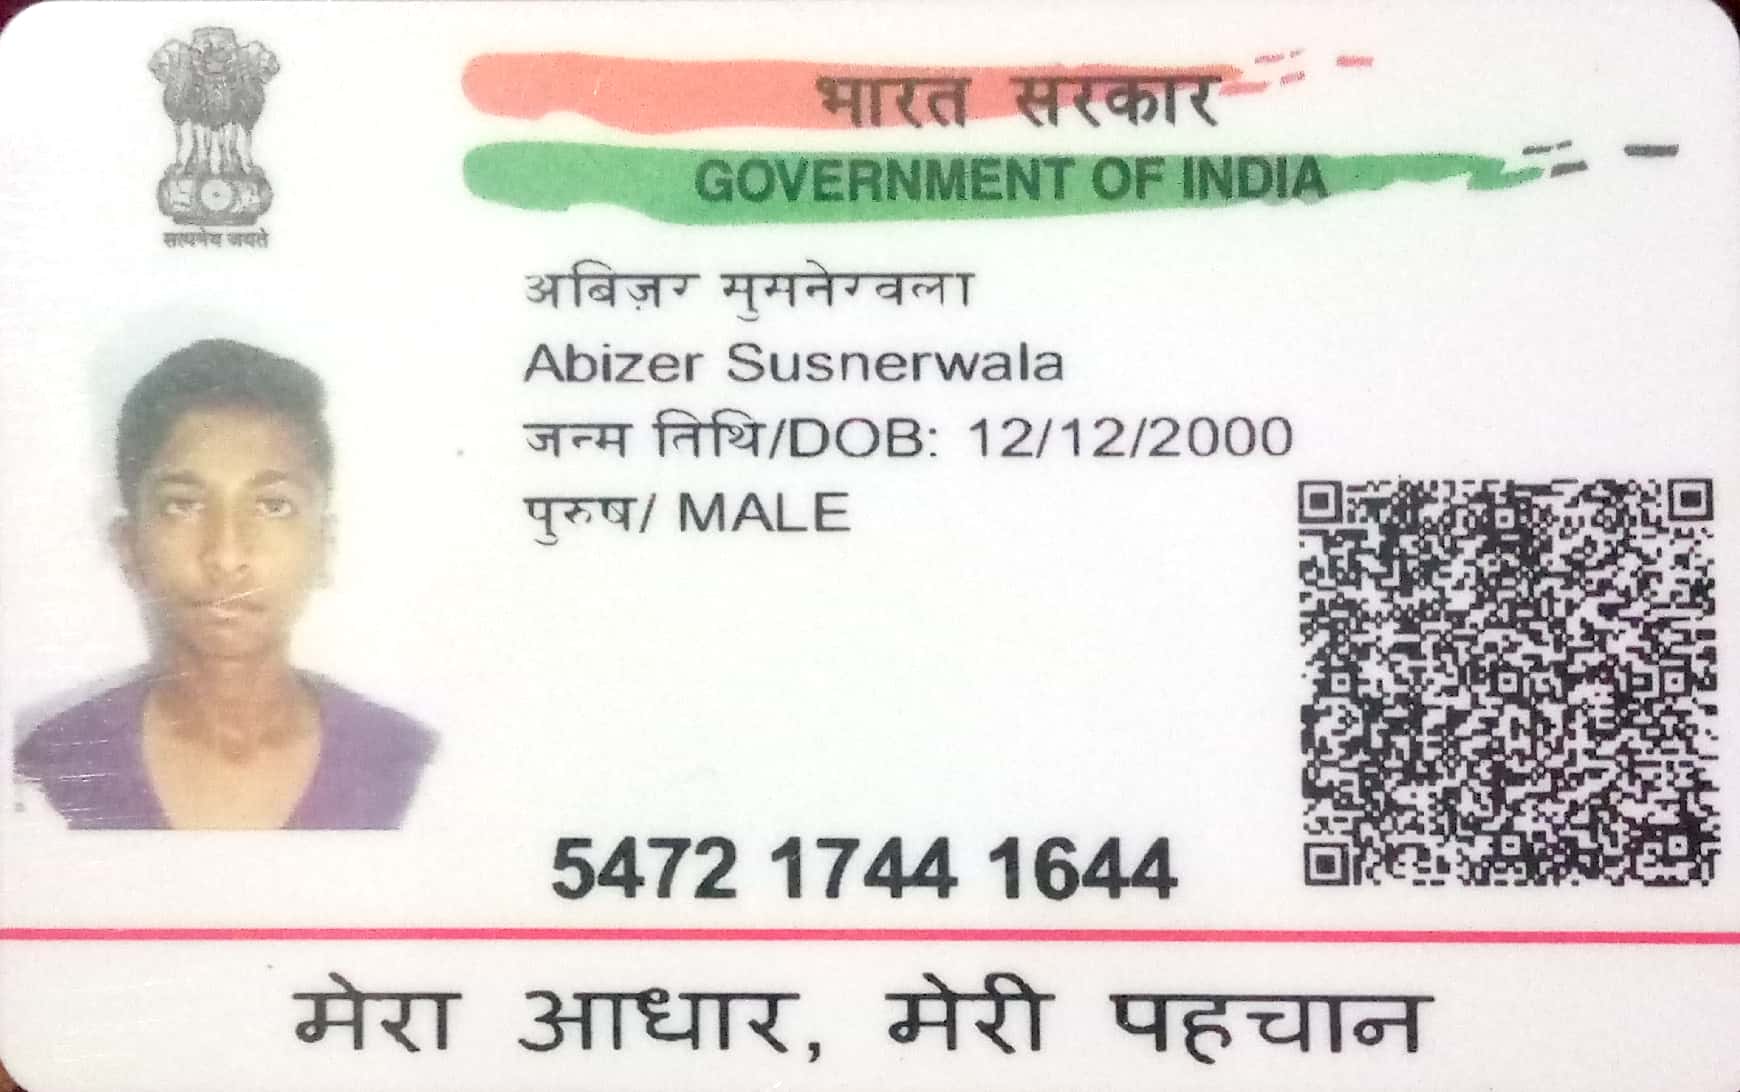 सत्यमेव जयते
भारत सरकार
GOVERNMENT OF INDIA
अबिज़र मुमनेरवला
Abizer Susnerwala
जन्म तिथि/DOB: 12/12/2000
पुरुष/ MALE
5472 1744 1644
मेरा आधार, मेरी पहचान